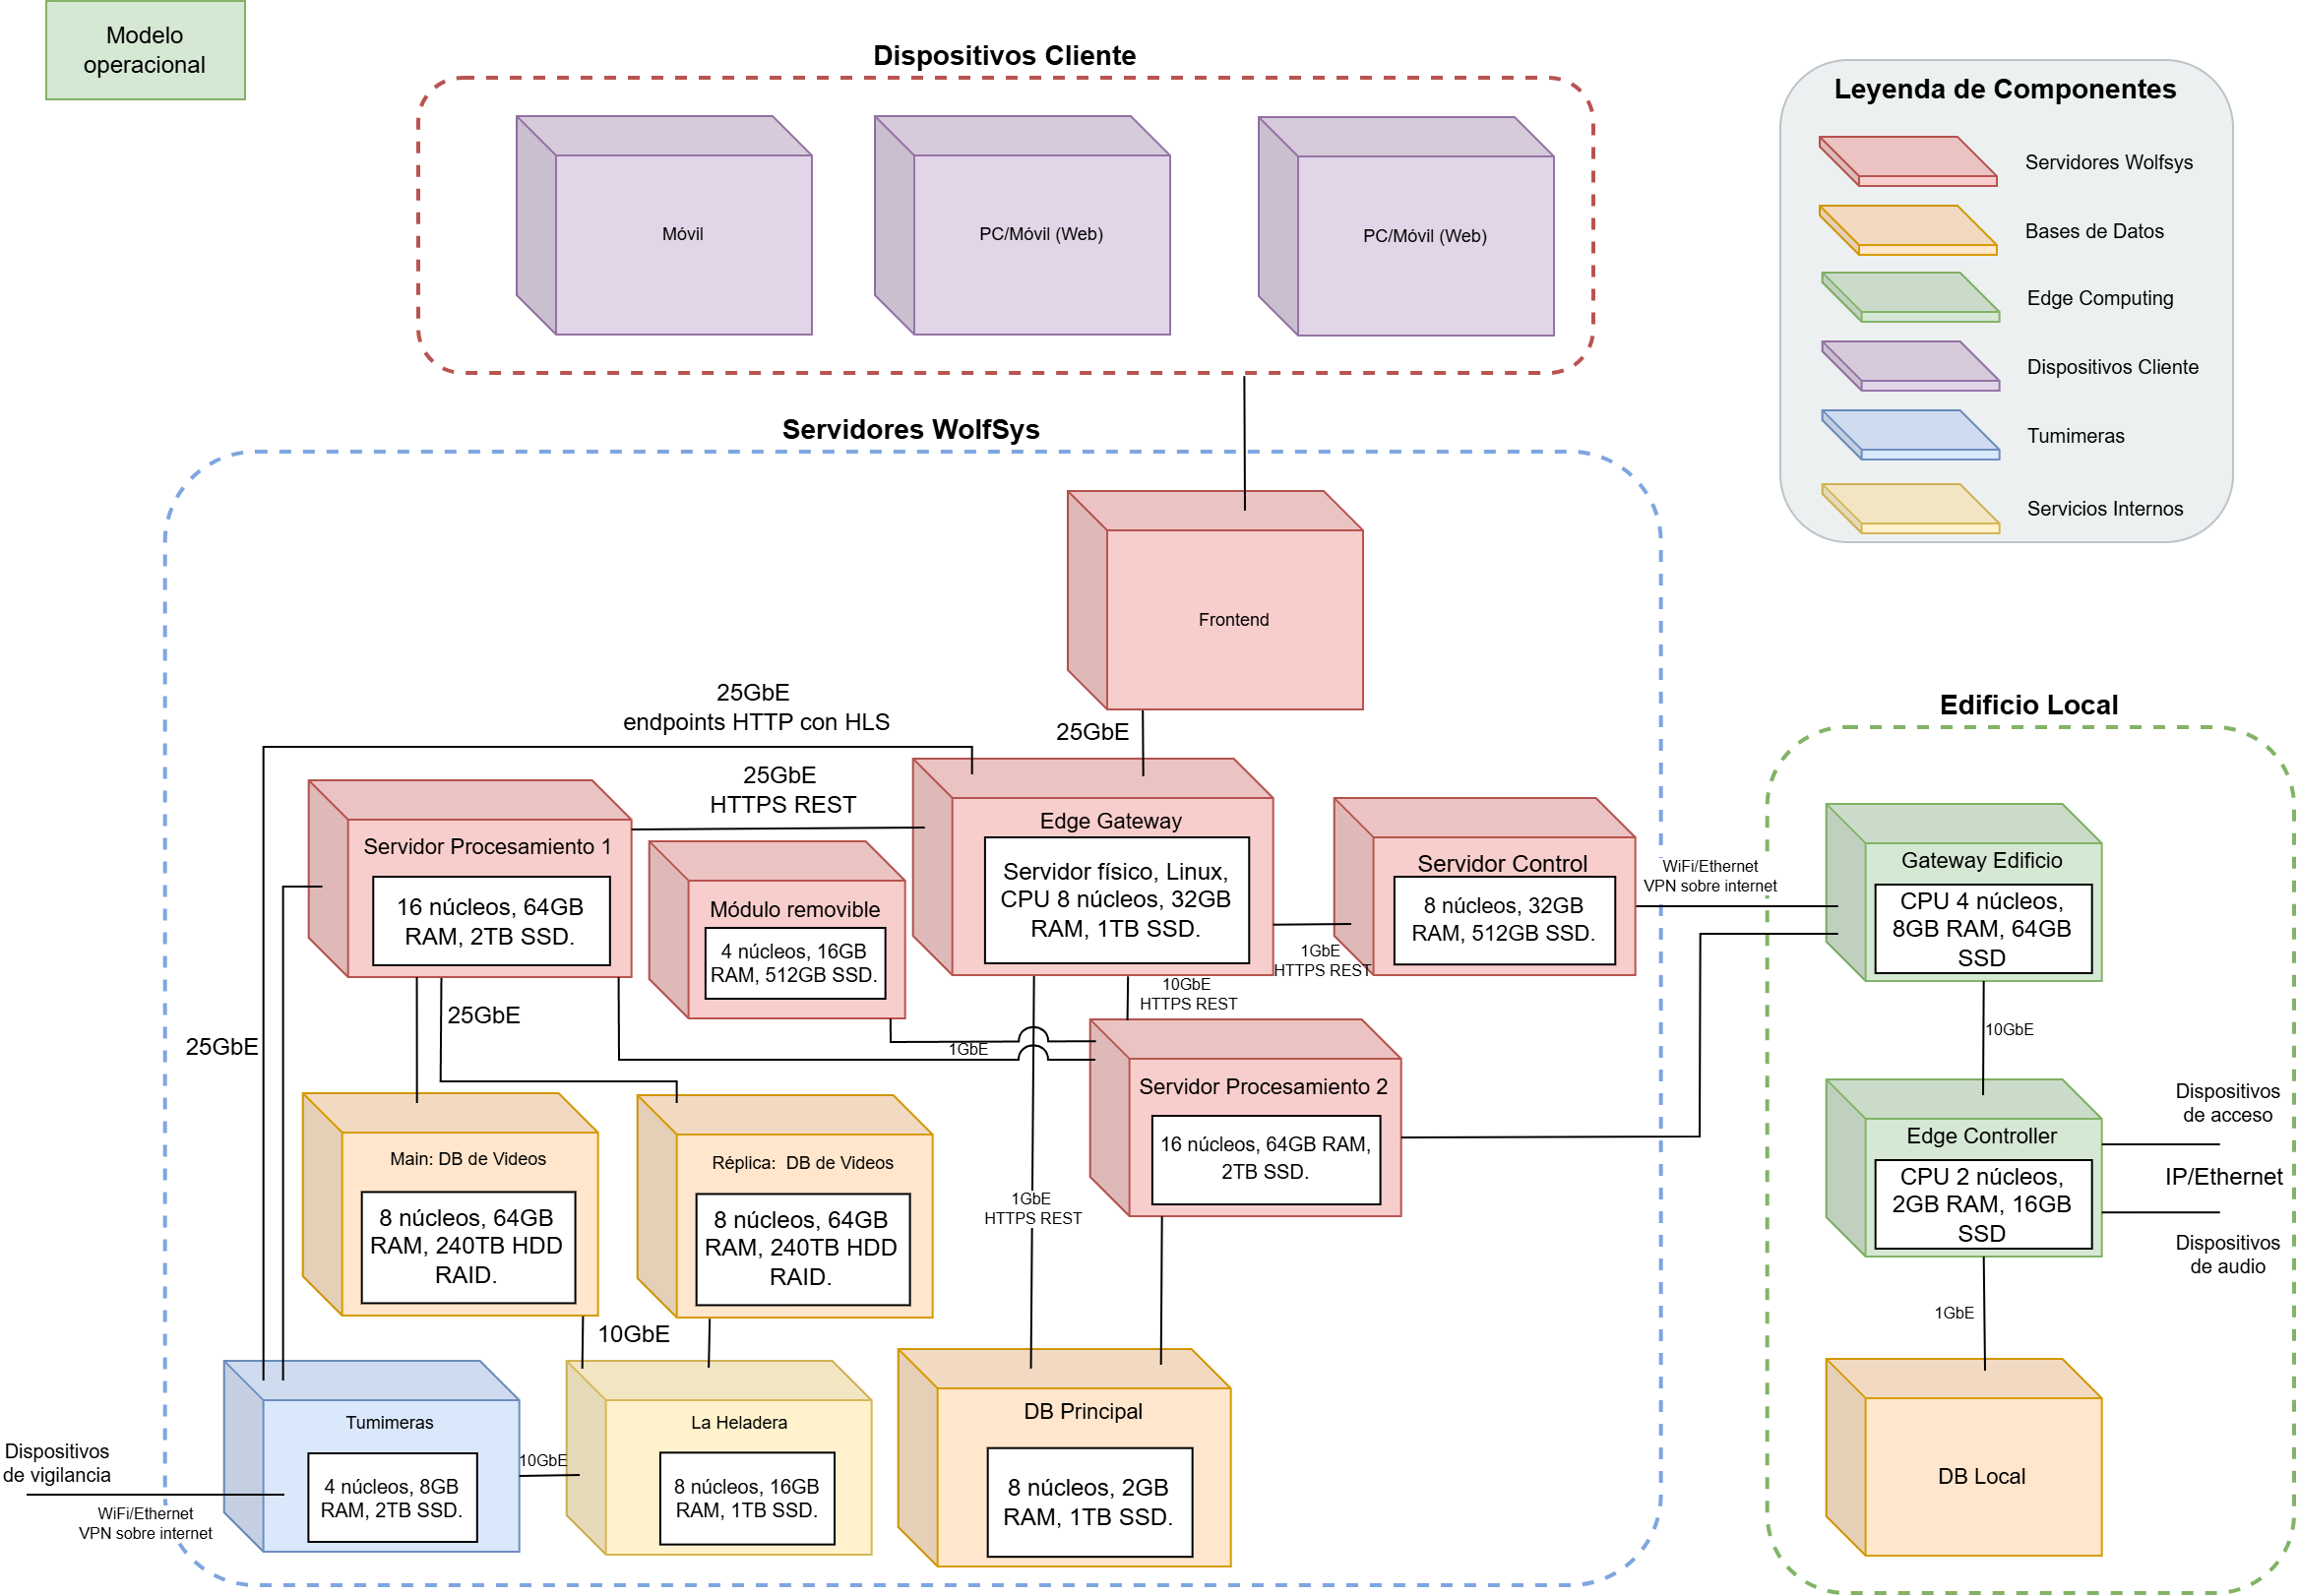 Modelo
operacional
Dispositivos Cliente
Móvil
PC/Móvil (Web)
PC/Móvil (Web)
Leyenda de Componentes
Servidores Wolfsys
Bases de Datos
Edge Computing
Dispositivos Cliente
Tumimeras
Servicios Internos
Servidores WolfSys
Frontend
25GbE
endpoints HTTP con HLS
25GbE
25GbE
HTTPS REST
Servidor Procesamiento 1
16 núcleos, 64GB
RAM, 2TB SSD.
Módulo removible
4 núcleos, 16GB
RAM, 512GB SSD.
Edge Gateway
Servidor físico, Linux,
CPU 8 núcleos, 32GB
RAM, 1TB SSD.
Servidor Control
8 núcleos, 32GB
RAM, 512GB SSD.
1GbE
HTTPS REST
10GbE
HTTPS REST
WiFi/Ethernet
VPN sobre internet
25GbE
25GbE
1GbE
Servidor Procesamiento 2
16 núcleos, 64GB RAM,
2TB SSD.
Main: DB de Videos
8 núcleos, 64GB
RAM, 240TB HDD
RAID.
Réplica:  DB de Videos
8 núcleos, 64GB
RAM, 240TB HDD
RAID.
1GbE
HTTPS REST
10GbE
Tumimeras
4 núcleos, 8GB
RAM, 2TB SSD.
10GbE
La Heladera
8 núcleos, 16GB
RAM, 1TB SSD.
DB Principal
8 núcleos, 2GB
RAM, 1TB SSD.
Dispositivos
de vigilancia
WiFi/Ethernet
VPN sobre internet
Edificio Local
Gateway Edificio
CPU 4 núcleos,
8GB RAM, 64GB
SSD
10GbE
Edge Controller
CPU 2 núcleos,
2GB RAM, 16GB
SSD
Dispositivos
de acceso
IP/Ethernet
Dispositivos
de audio
1GbE
DB Local